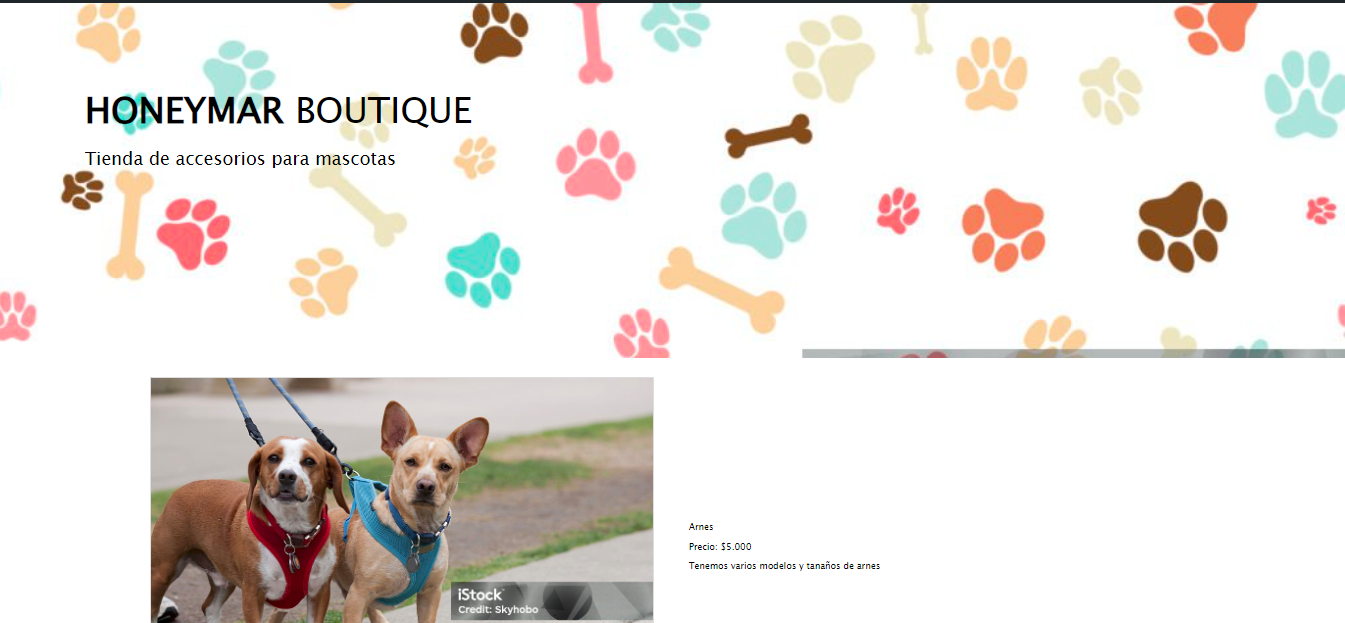 HONEYMAR BOUTIQUE
Tienda de accesorios para mascotas
iStock
Credit: Skyhobo
Arnes
Precio: $5.000
Tenemos varios modelos y tanaños de arnes